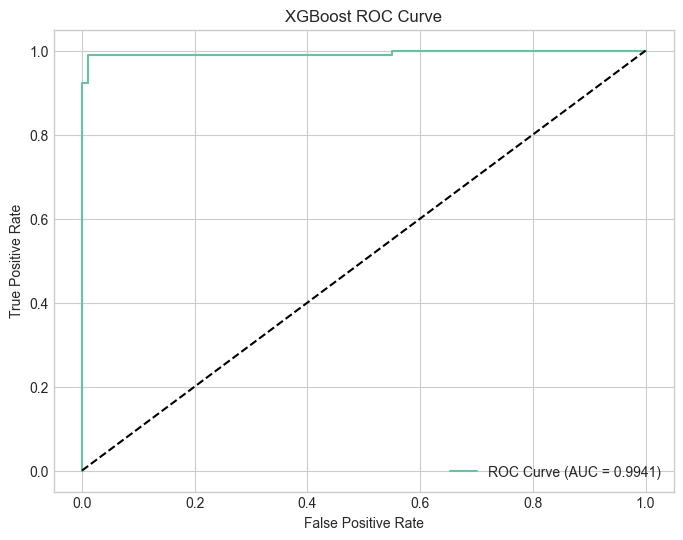 XGBoost ROC Curve
True Positive Rate
1.0
0.8
0.6
0.4
0.2
0.0
ROC Curve (AUC = 0.9941)
0.0 0.2 0.4 0.6 0.8 1.0
False Positive Rate